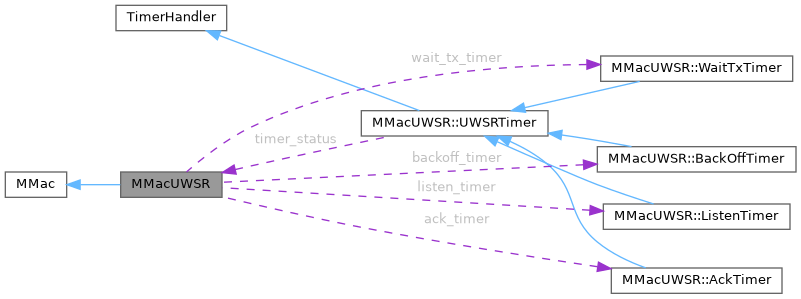 TimerHandler
wait_tx_timer
MMacUWSR::WaitTxTimer
MMacUWSR::UWSRTimer
timer_status
backoff_timer
MMacUWSR::BackOffTimer
MMac
MMacUWSR
listen_timer
MMacUWSR::ListenTimer
ack_timer
MMacUWSR::AckTimer